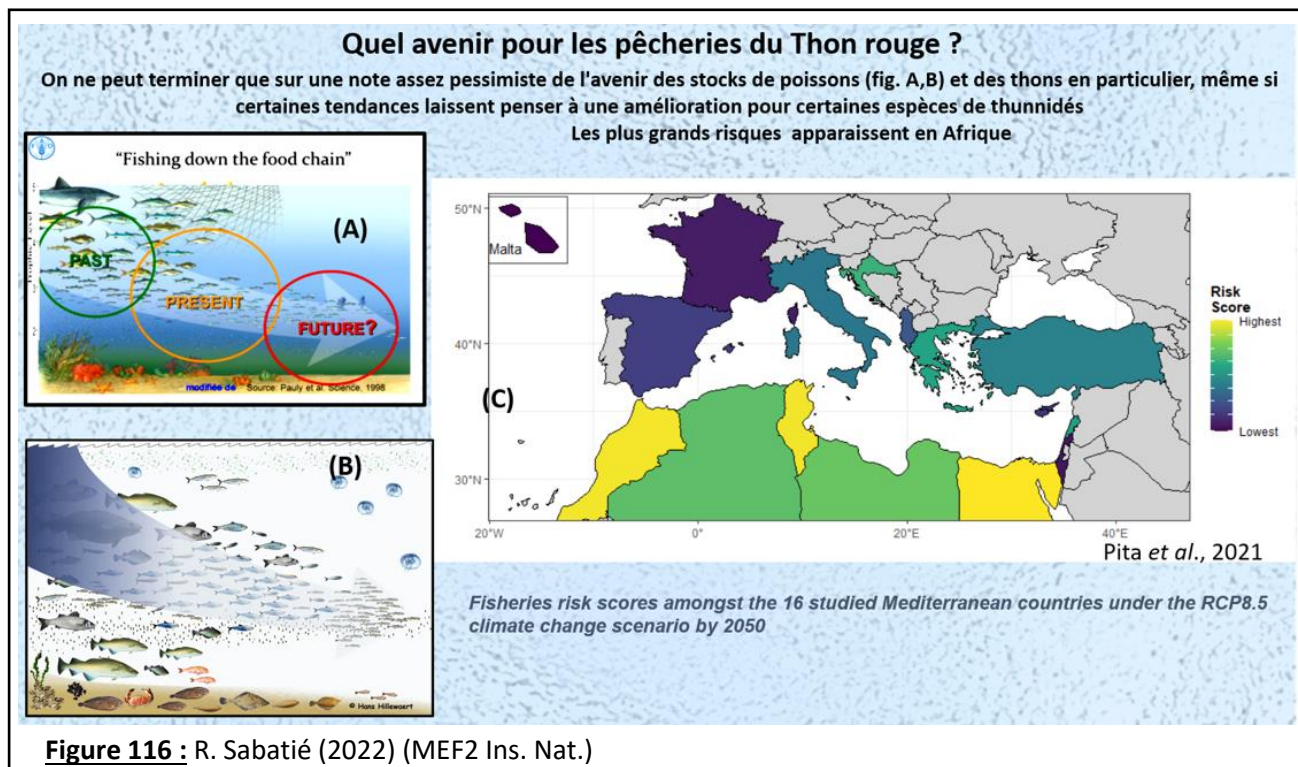 Quel avenir pour les pêcheries du Thon rouge ?
On ne peut terminer que sur une note assez pessimiste de l'avenir des stocks de poissons (fig. A,B) et des thons en particulier, même si
certaines tendances laissent penser à une amélioration pour certaines espèces de thunnidés
Les plus grands risques apparaissent en Afrique
"Fishing down the food chain"
(A)
PAST
PRESENT
FUTURE?
modifiée de Source: Pauly et al. Science, 1998
(B)
© Hans Hillewaert
(C)
50°N
40°N
30°N
Malta
20°W
0°
20°E
40°E
Risk
Score
Highest
Lowest
Pita et al., 2021
Fisheries risk scores amongst the 16 studied Mediterranean countries under the RCP8.5
climate change scenario by 2050
Figure 116 : R. Sabatié (2022) (MEF2 Ins. Nat.)